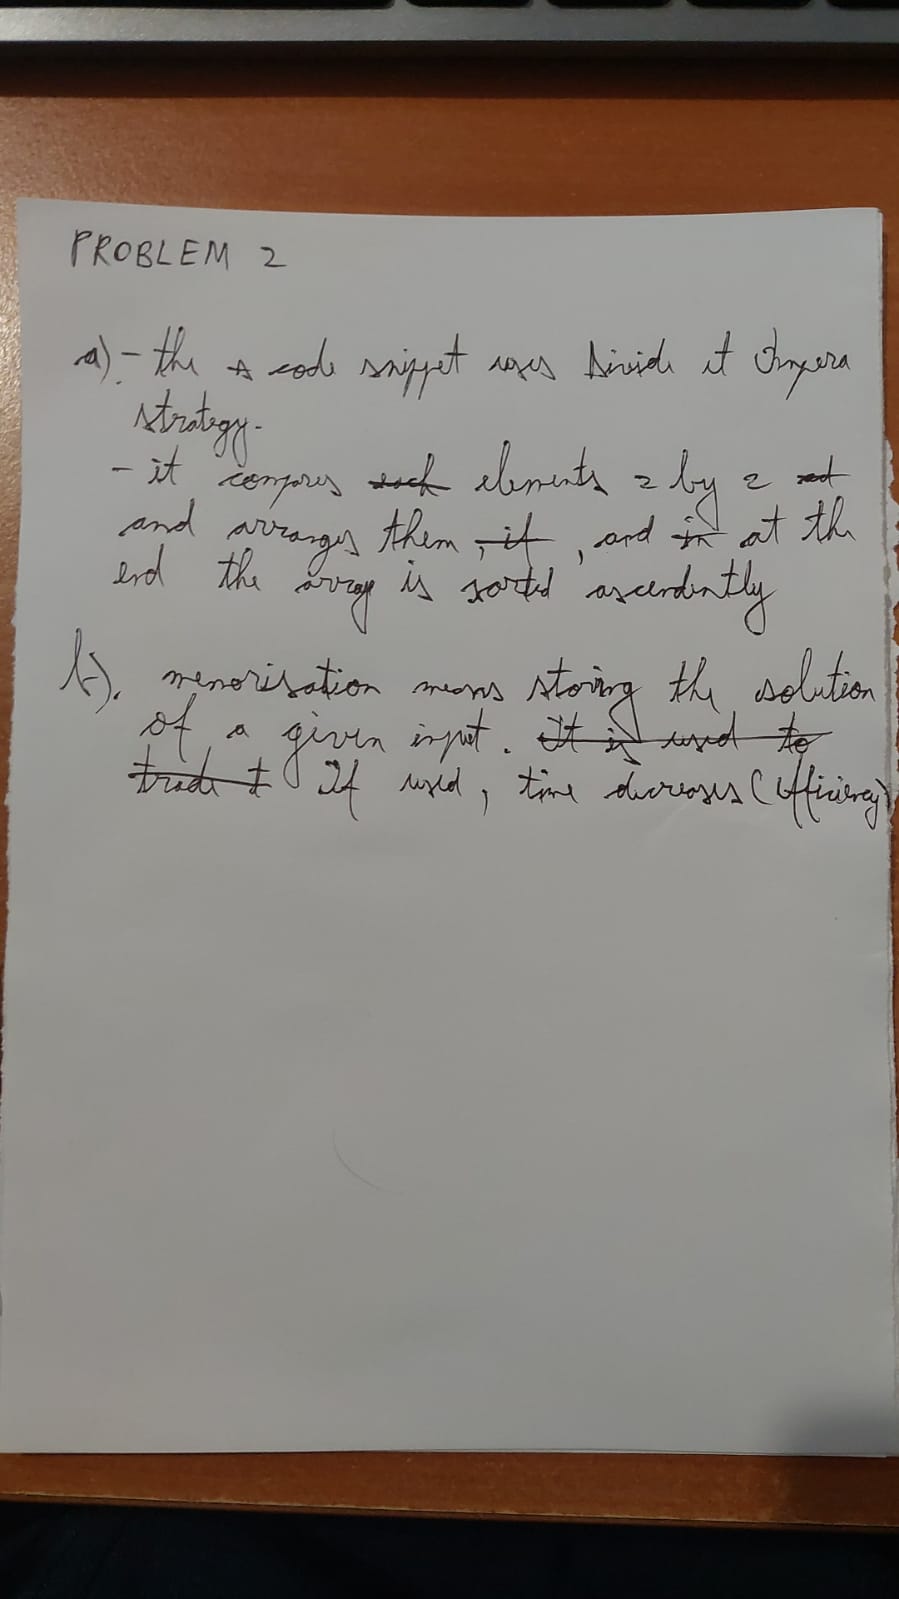 PROBLEM 2
a). - the code snippet uses Divide et Impera
strategy.
- it compares each elements 2 by 2
and arranges them, if, and in at the
end the array is sorted ascendently
b). memorisation means storing the solution
of a given input. It is used to
trade t If used, time decreases (efficiency)